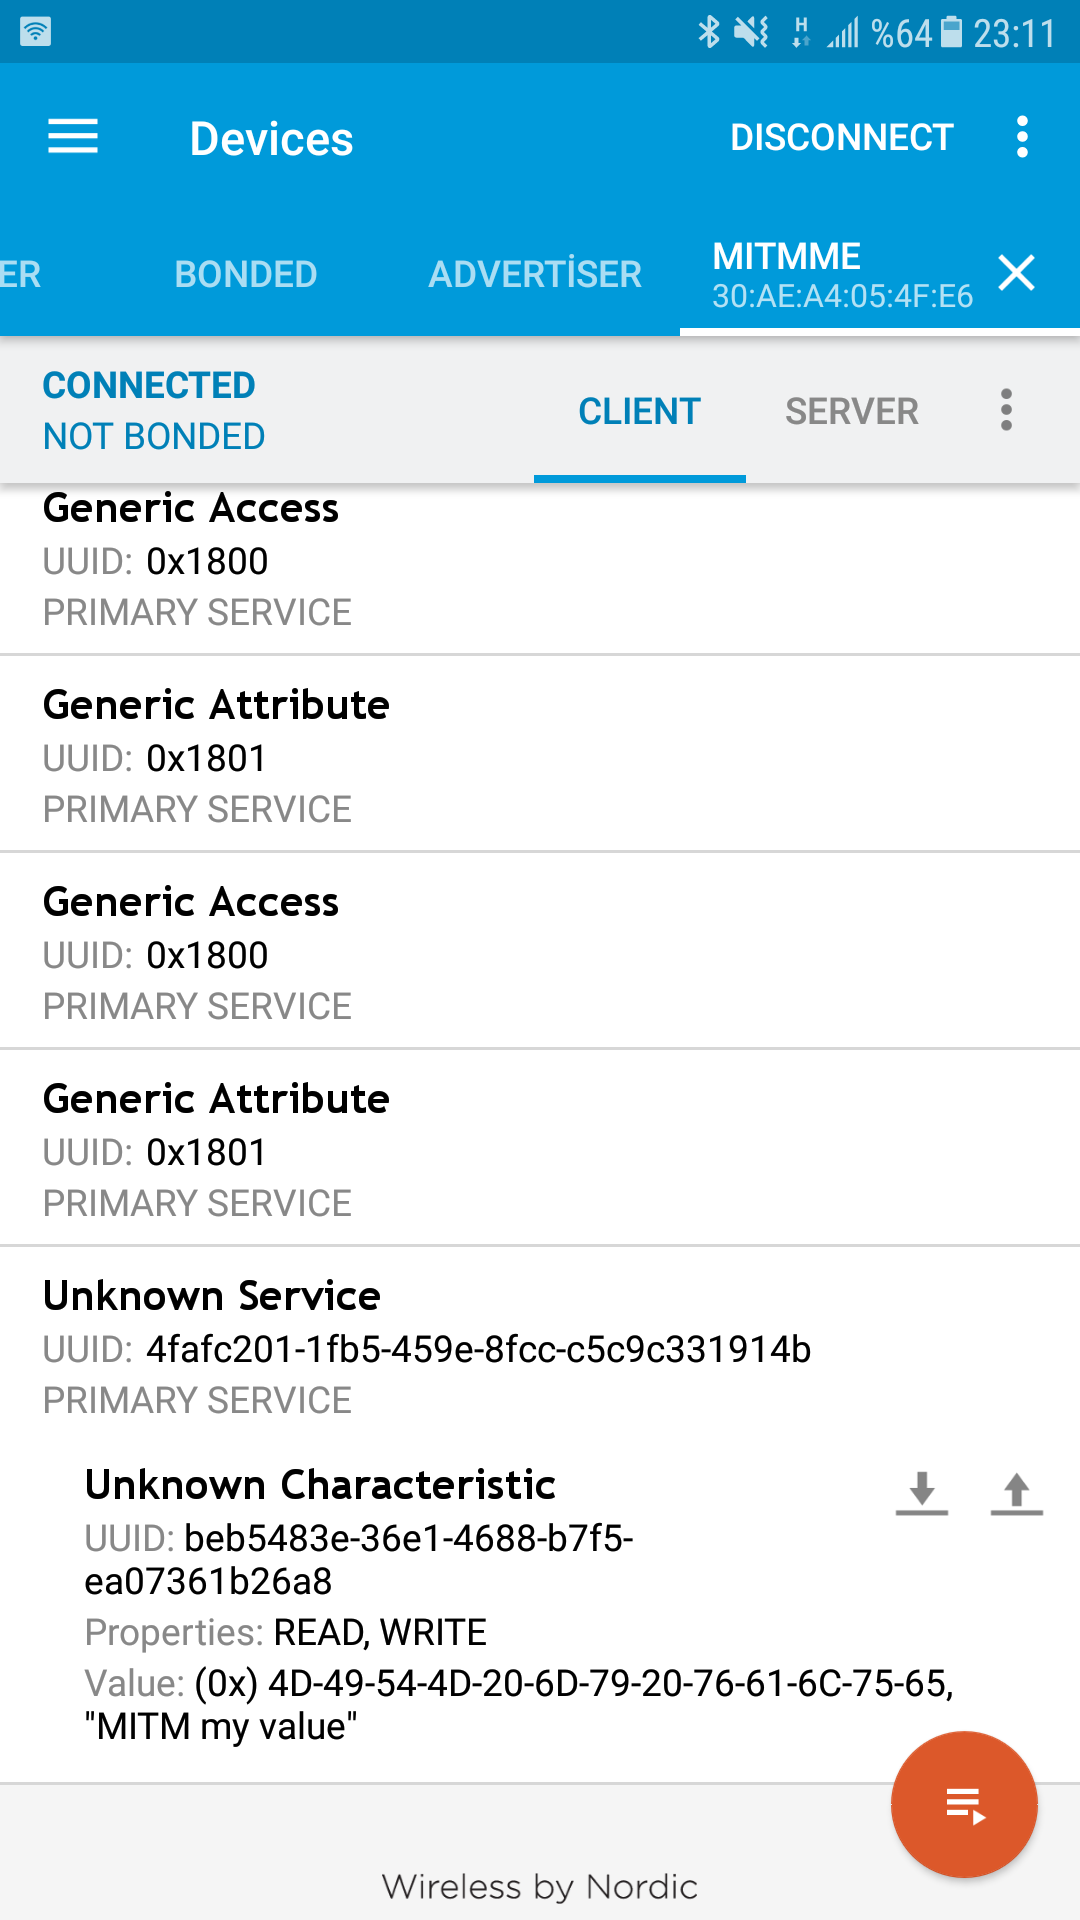 H
%64
23:11
Devices
DISCONNECT
ER
BONDED
ADVERTİSER
MITMME
30:AE:A4:05:4F:E6
CONNECTED
NOT BONDED
CLIENT
SERVER
Generic Access
UUID: 0x1800
PRIMARY SERVICE
Generic Attribute
UUID: 0x1801
PRIMARY SERVICE
Generic Access
UUID: 0x1800
PRIMARY SERVICE
Generic Attribute
UUID: 0x1801
PRIMARY SERVICE
Unknown Service
UUID: 4fafc201-1fb5-459e-8fcc-c5c9c331914b
PRIMARY SERVICE
Unknown Characteristic
UUID: beb5483e-36e1-4688-b7f5-
ea07361b26a8
Properties: READ, WRITE
Value: (0x) 4D-49-54-4D-20-6D-79-20-76-61-6C-75-65,
"MITM my value"
Wireless by Nordic